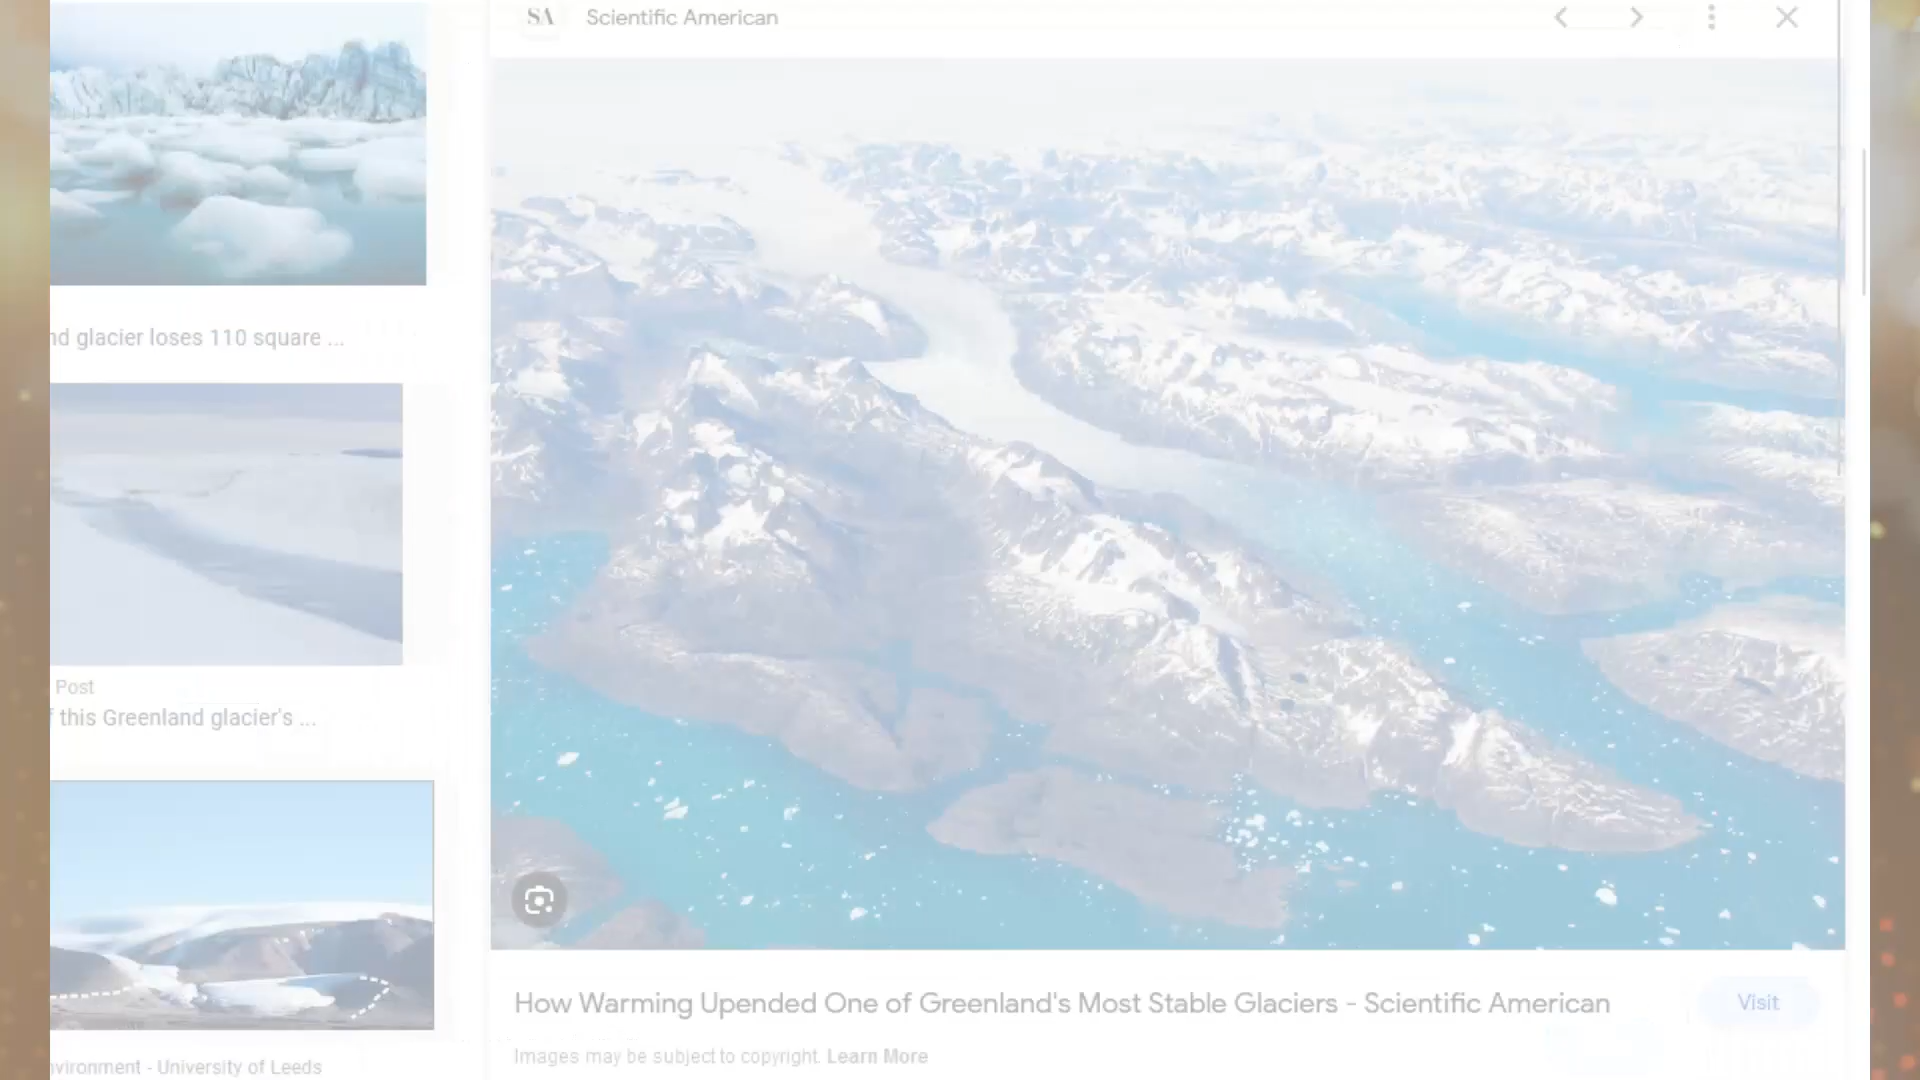 SA Scientific American
nd glacier loses 110 square ...
Post
this Greenland glacier's ...
How Warming Upended One of Greenland's Most Stable Glaciers - Scientific American
Visit
Images may be subject to copyright. Learn More
nvironment - University of Leeds